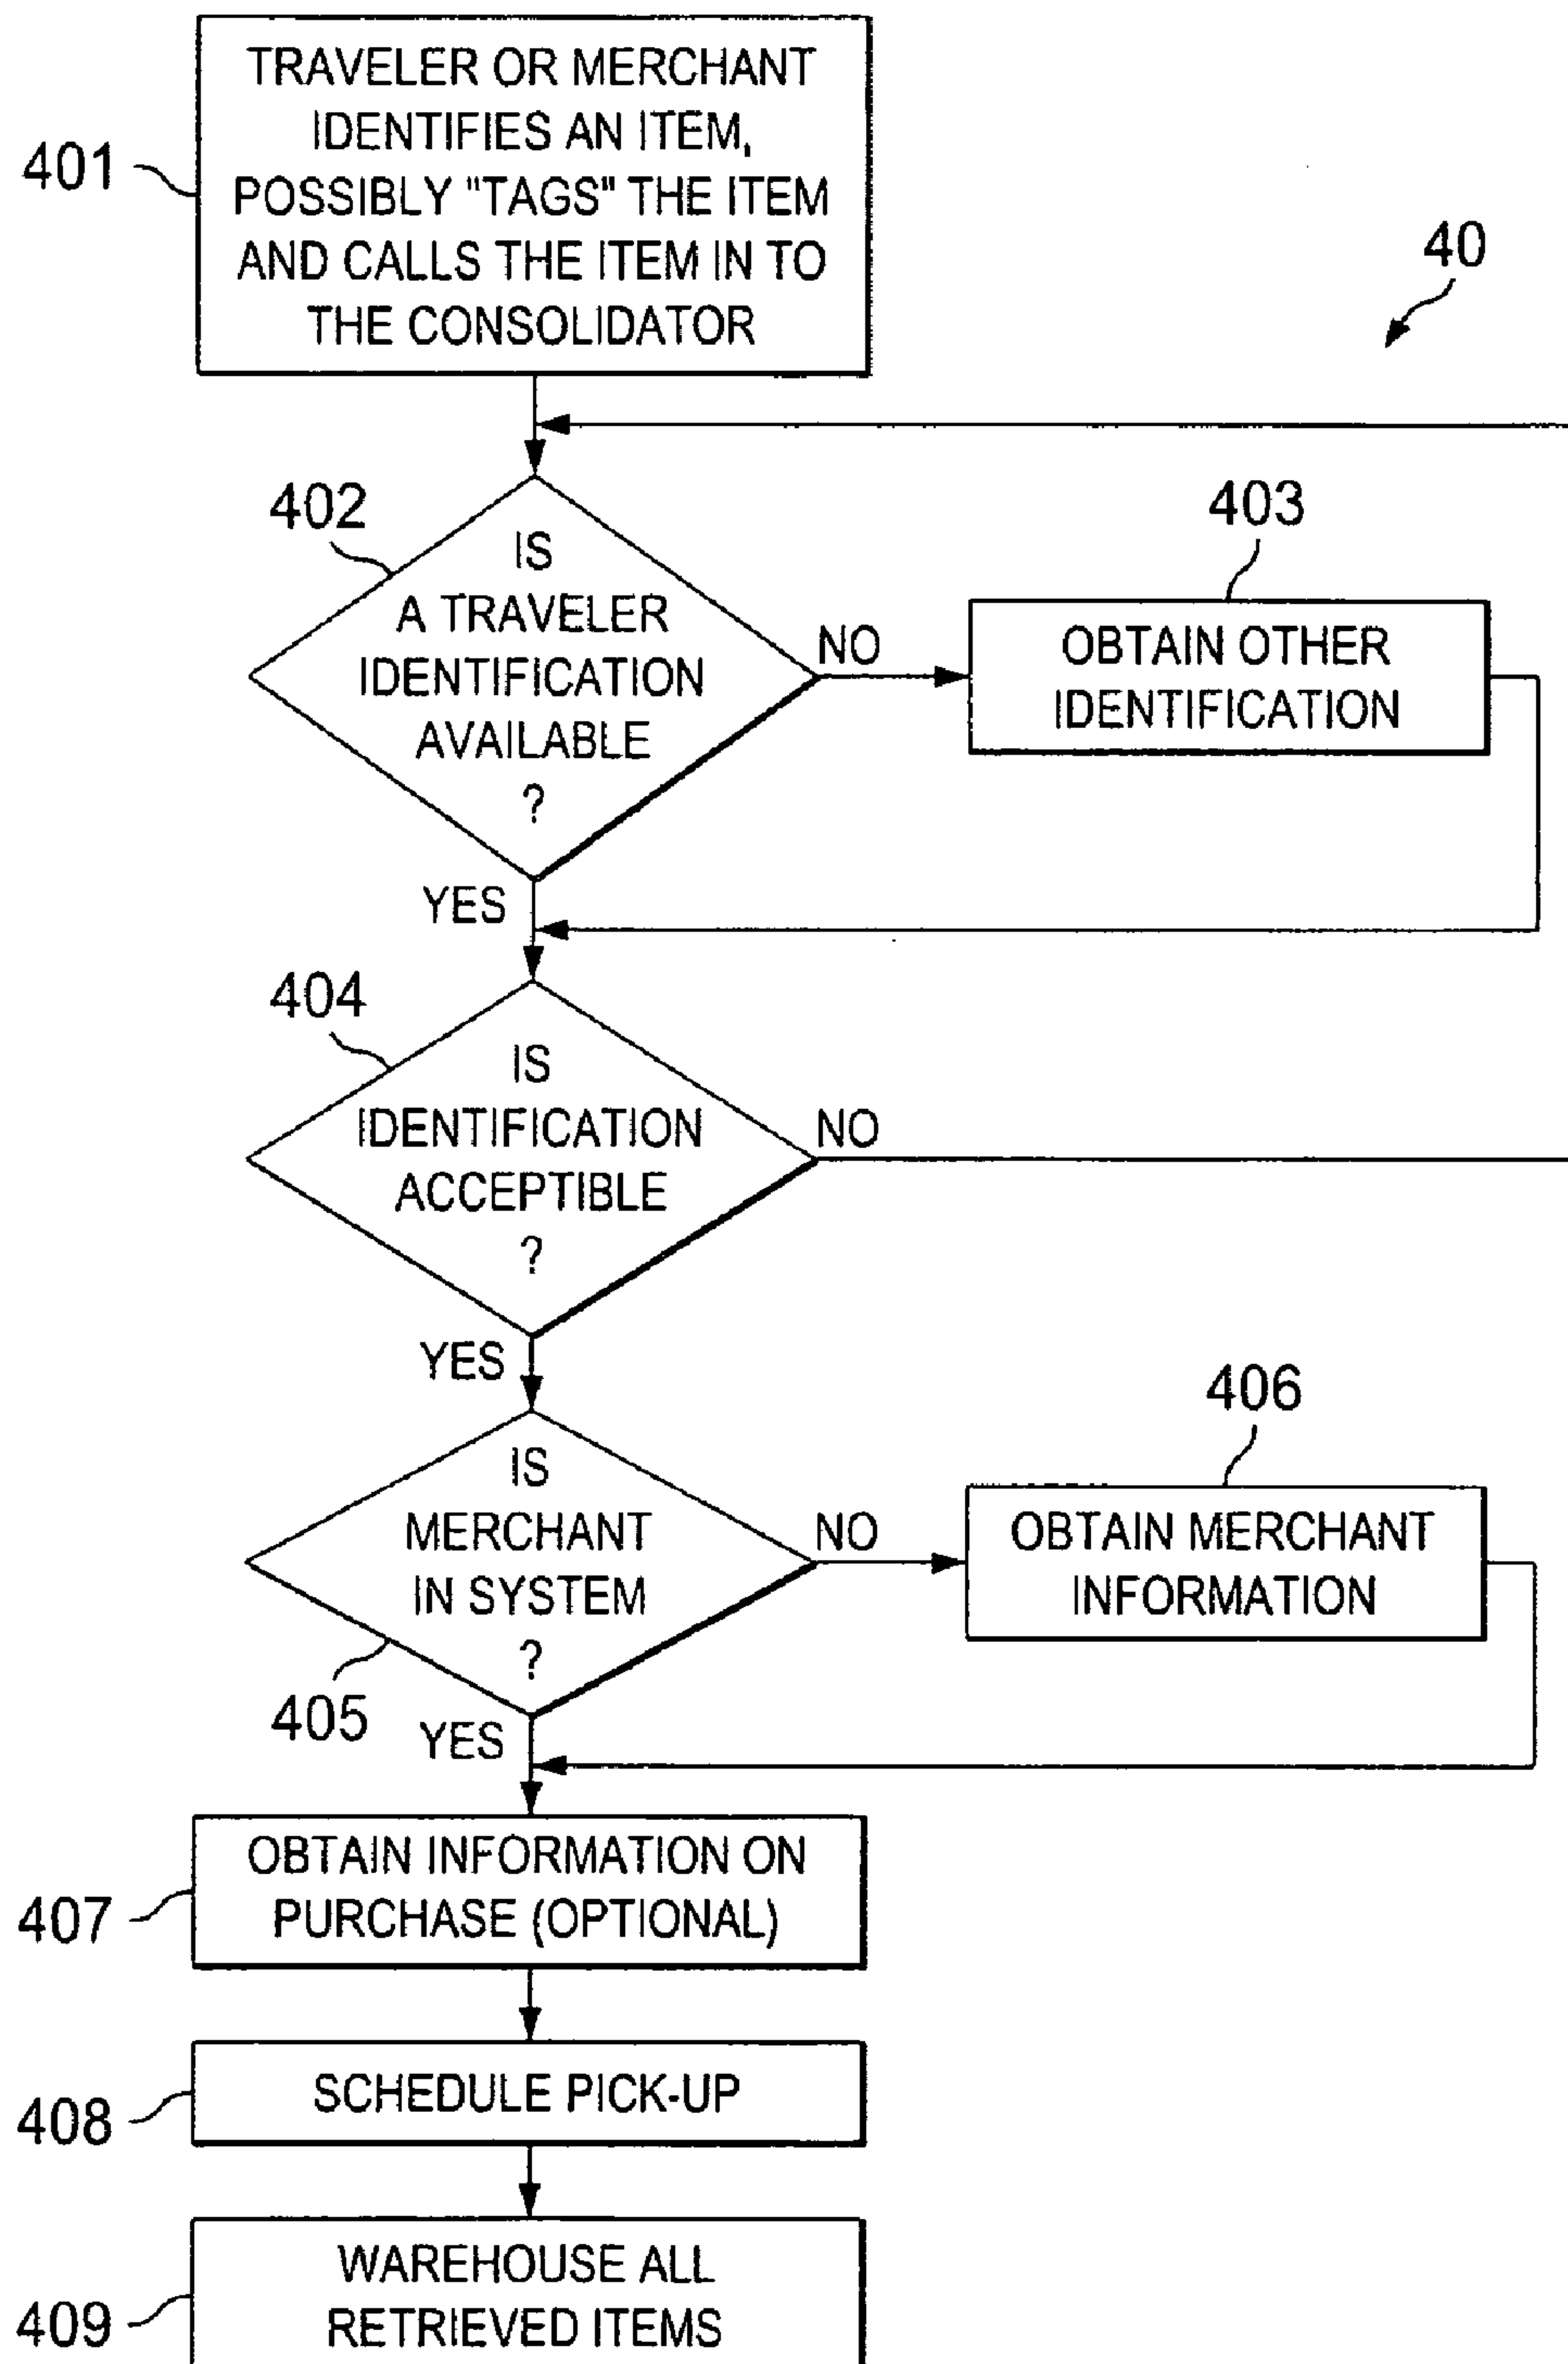 TRAVELER OR MERCHANT
IDENTIFIES AN ITEM,
POSSIBLY "TAGS" THE ITEM
AND CALLS THE ITEM IN TO
THE CONSOLIDATOR
401
40
402
IS
A TRAVELER
IDENTIFICATION
AVAILABLE
?
NO
403
OBTAIN OTHER
IDENTIFICATION
YES
404
IS
IDENTIFICATION
ACCEPTIBLE
?
NO
YES
405
IS
MERCHANT
IN SYSTEM
?
NO
406
OBTAIN MERCHANT
INFORMATION
YES
407
OBTAIN INFORMATION ON
PURCHASE (OPTIONAL)
408
SCHEDULE PICK-UP
409
WAREHOUSE ALL
RETRIEVED ITEMS